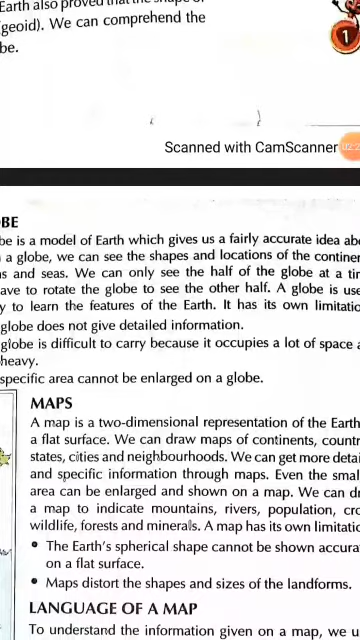 Earth also proved that the shape of
(geoid). We can comprehend the
be.
1
Scanned with CamScanner
BE
be is a model of Earth which gives us a fairly accurate idea abo
a globe, we can see the shapes and locations of the continen
s and seas. We can only see the half of the globe at a tim
ave to rotate the globe to see the other half. A globe is use
y to learn the features of the Earth. It has its own limitatio
globe does not give detailed information.
globe is difficult to carry because it occupies a lot of space a
heavy.
specific area cannot be enlarged on a globe.
MAPS
A map is a two-dimensional representation of the Earth
a flat surface. We can draw maps of continents, countr
states, cities and neighbourhoods. We can get more detai
and specific information through maps. Even the smal
area can be enlarged and shown on a map. We can dr
a map to indicate mountains, rivers, population, cro
wildlife, forests and minerals. A map has its own limitatio
• The Earth's spherical shape cannot be shown accura
on a flat surface.
• Maps distort the shapes and sizes of the landforms.
LANGUAGE OF A MAP
To understand the information given on a map, we u